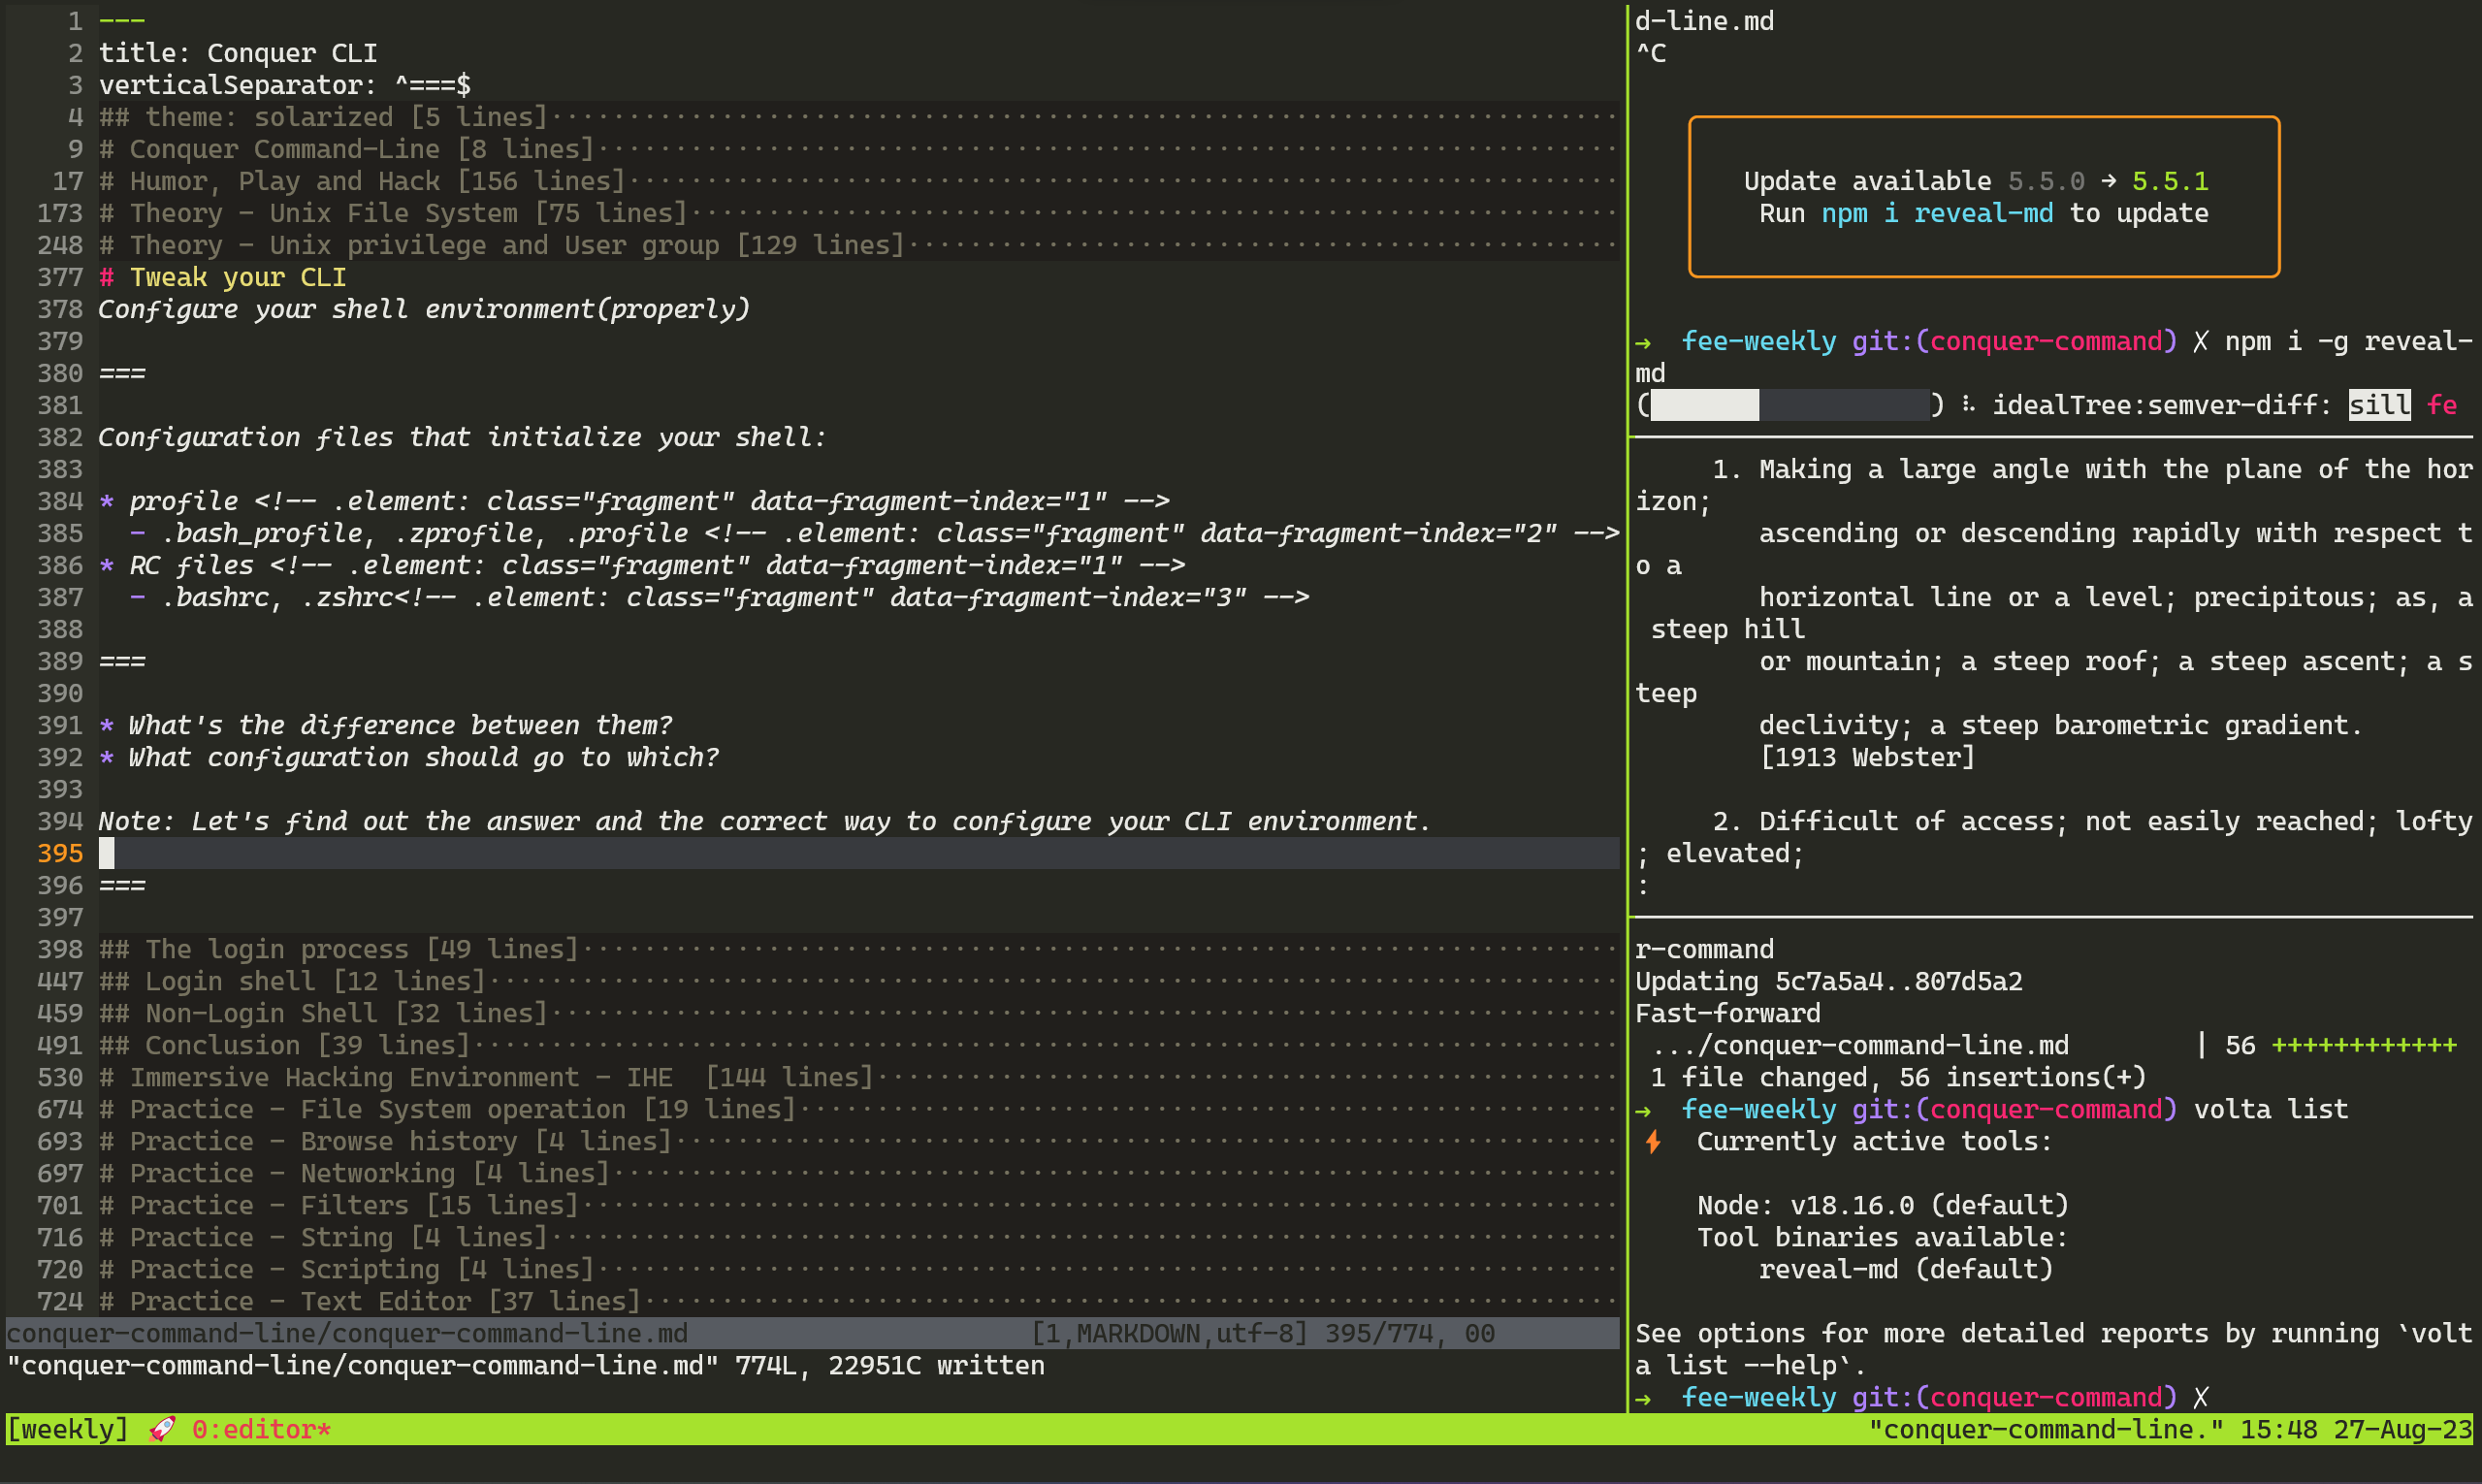 1 ---
2 title: Conquer CLI
3 verticalSeparator: ^===$
4 ## theme: solarized [5 lines]
9 # Conquer Command-Line [8 lines]
17 # Humor, Play and Hack [156 lines]
173 # Theory - Unix File System [75 lines]
248 # Theory - Unix privilege and User group [129 lines]
377 # Tweak your CLI
378 Configure your shell environment(properly)
379
380 ===
381
382 Configuration files that initialize your shell:
383
384 * profile <!-- .element: class="fragment" data-fragment-index="1" -->
385   - .bash_profile, .zprofile, .profile <!-- .element: class="fragment" data-fragment-index="2" -->
386 * RC files <!-- .element: class="fragment" data-fragment-index="1" -->
387   - .bashrc, .zshrc<!-- .element: class="fragment" data-fragment-index="3" -->
388
389 ===
390
391 * What's the difference between them?
392 * What configuration should go to which?
393
394 Note: Let's find out the answer and the correct way to configure your CLI environment.
395
396 ===
397
398 ## The login process [49 lines]
447 ## Login shell [12 lines]
459 ## Non-Login Shell [32 lines]
491 ## Conclusion [39 lines]
530 # Immersive Hacking Environment - IHE  [144 lines]
674 # Practice - File System operation [19 lines]
693 # Practice - Browse history [4 lines]
697 # Practice - Networking [4 lines]
701 # Practice - Filters [15 lines]
716 # Practice - String [4 lines]
720 # Practice - Scripting [4 lines]
724 # Practice - Text Editor [37 lines]
conquer-command-line/conquer-command-line.md [1,MARKDOWN,utf-8] 395/774, 00
"conquer-command-line/conquer-command-line.md" 774L, 22951C written
d-line.md
^C
Update available 5.5.0 → 5.5.1
Run npm i reveal-md to update
→  fee-weekly git:(conquer-command) ✗ npm i -g reveal-
md
( ) ⠧ idealTree:semver-diff: sill fe
1. Making a large angle with the plane of the hor
izon;
ascending or descending rapidly with respect t
o a
horizontal line or a level; precipitous; as, a
steep hill
or mountain; a steep roof; a steep ascent; a s
teep
declivity; a steep barometric gradient.
[1913 Webster]
2. Difficult of access; not easily reached; lofty
; elevated;
:
r-command
Updating 5c7a5a4..807d5a2
Fast-forward
.../conquer-command-line.md | 56 ++++++++++++
1 file changed, 56 insertions(+)
→  fee-weekly git:(conquer-command) volta list
⚡ Currently active tools:
Node: v18.16.0 (default)
Tool binaries available:
reveal-md (default)
See options for more detailed reports by running `volt
a list --help`.
→  fee-weekly git:(conquer-command) ✗
[weekly] 🚀 0:editor* "conquer-command-line." 15:48 27-Aug-23